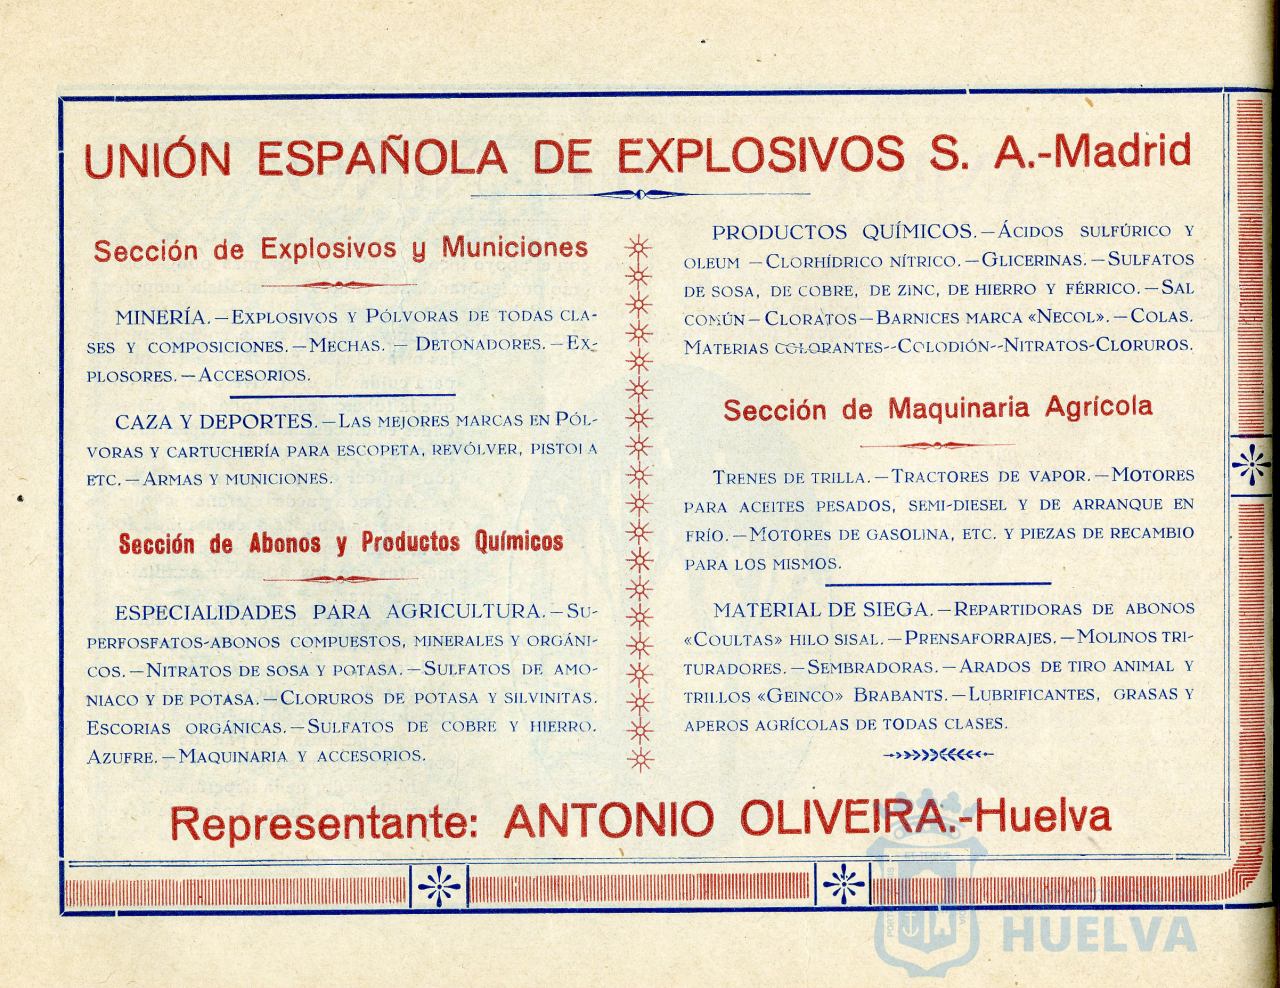 UNIÓN ESPAÑOLA DE EXPLOSIVOS S. A.-Madrid
Sección de Explosivos y Municiones
MINERÍA.—EXPLOSIVOS Y PÓLVORAS DE TODAS CLA-
SES Y COMPOSICIONES.—MECHAS.—DETONADORES.—EX-
PLOSORES.—ACCESORIOS.
CAZA Y DEPORTES.—LAS MEJORES MARCAS EN PÓL-
VORAS Y CARTUCHERÍA PARA ESCOPETA, REVÓLVER, PISTOLA
ETC.—ARMAS Y MUNICIONES.
Sección de Abonos y Productos Químicos
ESPECIALIDADES PARA AGRICULTURA.—SU-
PERFOSFATOS-ABONOS COMPUESTOS, MINERALES Y ORGÁNI-
COS.—NITRATOS DE SOSA Y POTASA.—SULFATOS DE AMO-
NIACO Y DE POTASA.—CLORUROS DE POTASA Y SILVINITAS.
ESCORIAS ORGÁNICAS.—SULFATOS DE COBRE Y HIERRO.
AZUFRE.—MAQUINARIA Y ACCESORIOS.
PRODUCTOS QUÍMICOS.—ÁCIDOS SULFÚRICO Y
OLEUM —CLORHÍDRICO NÍTRICO.—GLICERINAS.—SULFATOS
DE SOSA, DE COBRE, DE ZINC, DE HIERRO Y FÉRRICO.—SAL
COMÚN—CLORATOS—BARNICES MARCA «NECOL».—COLAS.
MATERIAS COLORANTES--COLODIÓN--NITRATOS-CLORUROS.
Sección de Maquinaria Agrícola
TRENES DE TRILLA.—TRACTORES DE VAPOR.—MOTORES
PARA ACEITES PESADOS, SEMI-DIESEL Y DE ARRANQUE EN
FRÍO.—MOTORES DE GASOLINA, ETC. Y PIEZAS DE RECAMBIO
PARA LOS MISMOS.
MATERIAL DE SIEGA.—REPARTIDORAS DE ABONOS
«COULTAS» HILO SISAL.—PRENSAFORRAJES.—MOLINOS TRI-
TURADORES.—SEMBRADORAS.—ARADOS DE TIRO ANIMAL Y
TRILLOS «GEINCO» BRABANTS.—LUBRIFICANTES, GRASAS Y
APEROS AGRÍCOLAS DE TODAS CLASES.
Representante: ANTONIO OLIVEIRA.-Huelva
HUELVA